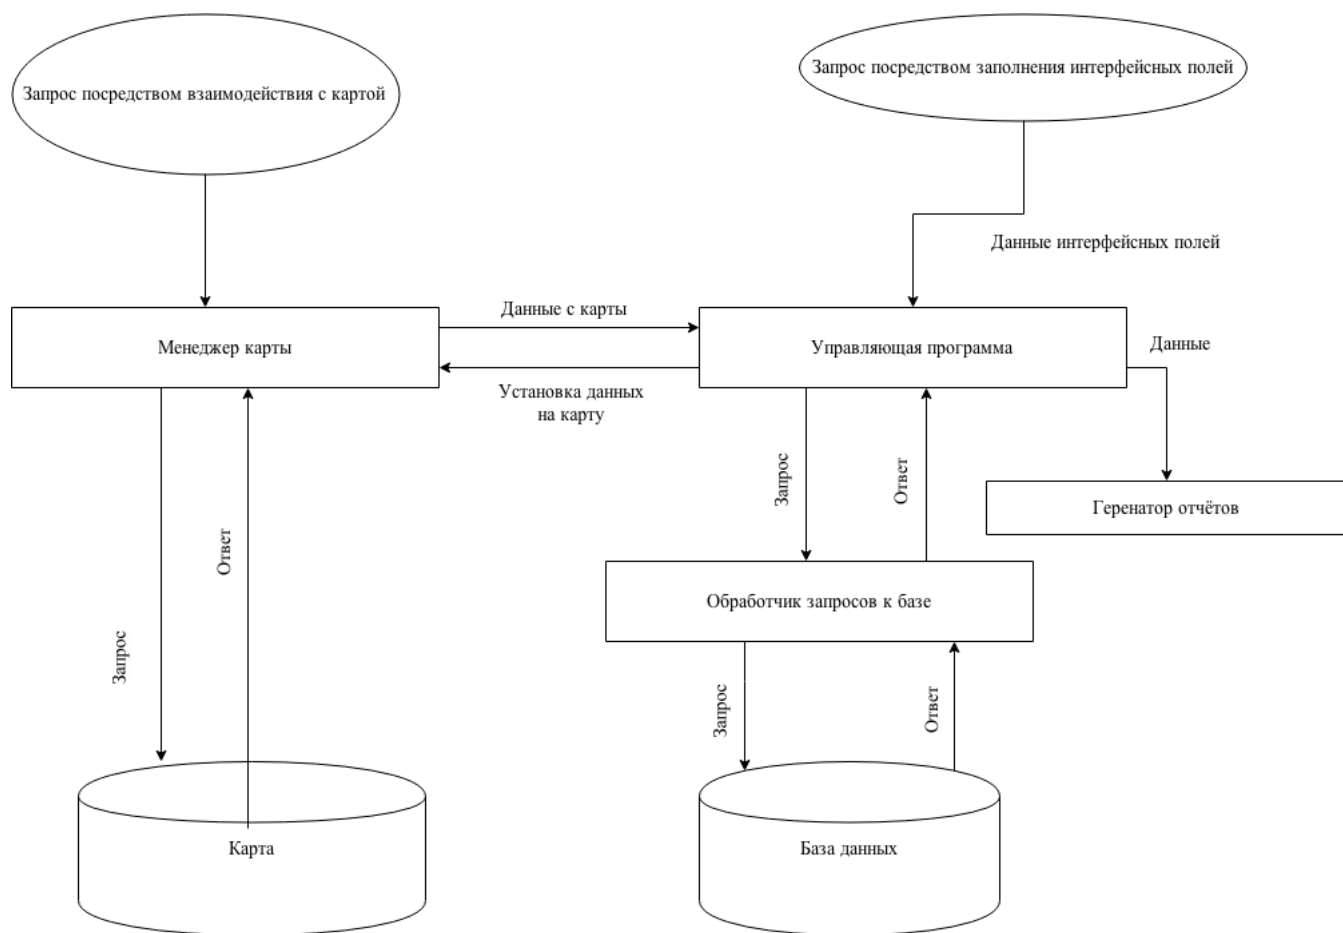 Запрос посредством взаимодействия с картой
Запрос посредством заполнения интерфейсных полей
Данные интерфейсных полей
Данные с карты
Менеджер карты
Управляющая программа
Данные
Установка данных
на карту
Запрос
Ответ
Геренатор отчётов
Ответ
Обработчик запросов к базе
Запрос
Запрос
Ответ
Карта
База данных